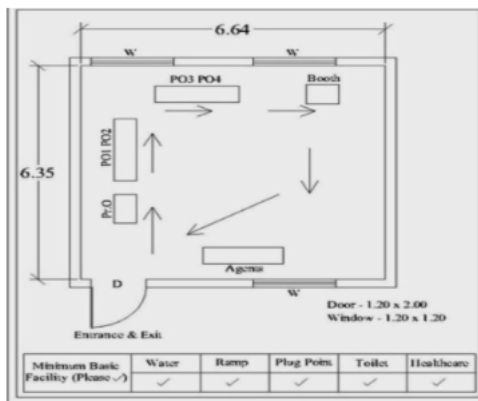 6.64
W W
PO3 PO4 Booth
PO1 PO2
6.35
Pr.O
Agents
D
W
Door - 1.20 x 2.00
Window - 1.20 x 1.20
Entrance & Exit
Minimum Basic Facility (Please ✓) Water Ramp Plug Point Toilet Healthcare
✓ ✓ ✓ ✓ ✓